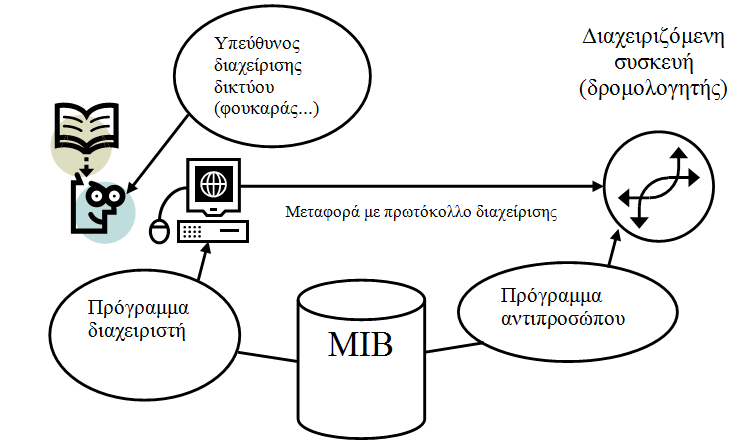 Υπεύθυνος
διαχείρισης
δικτύου
(φουκαράς...)
Διαχειριζόμενη
συσκευή
(δρομολογητής)
Μεταφορά με πρωτόκολλο διαχείρισης
Πρόγραμμα
διαχειριστή
MIB
Πρόγραμμα
αντιπροσώπου